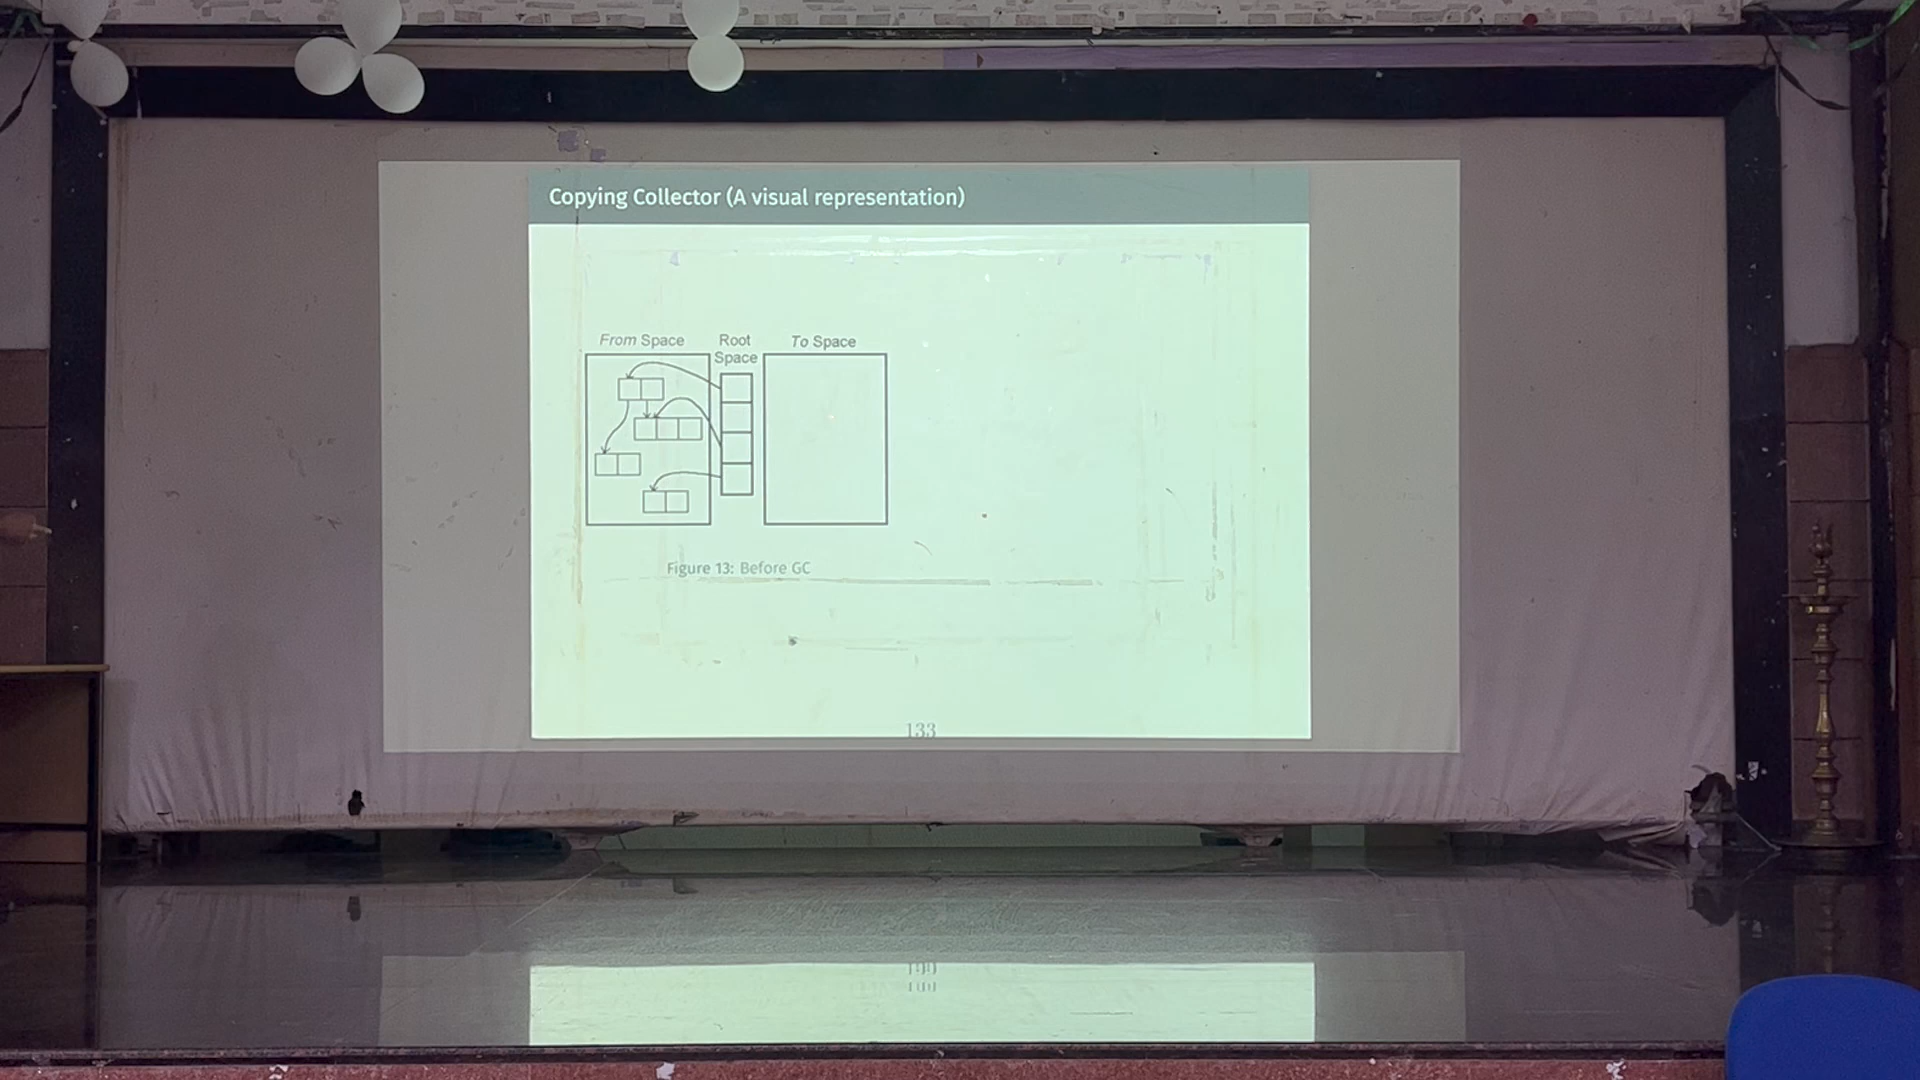 Copying Collector (A visual representation)
From Space
Root
Space
To Space
Figure 13: Before GC
133